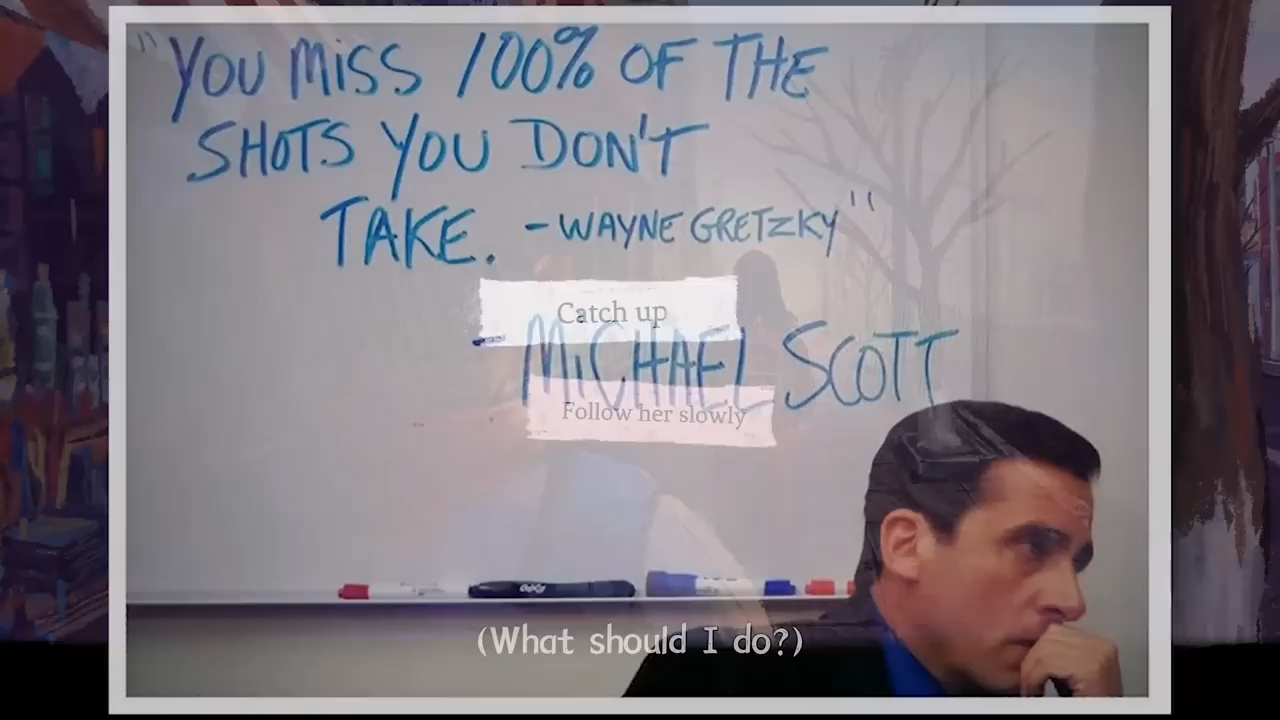 "YOU MISS 100% OF THE
SHOTS YOU DON'T
TAKE. -WAYNE GRETZKY"
Catch up
-MICHAEL SCOTT
Follow her slowly
(What should I do?)